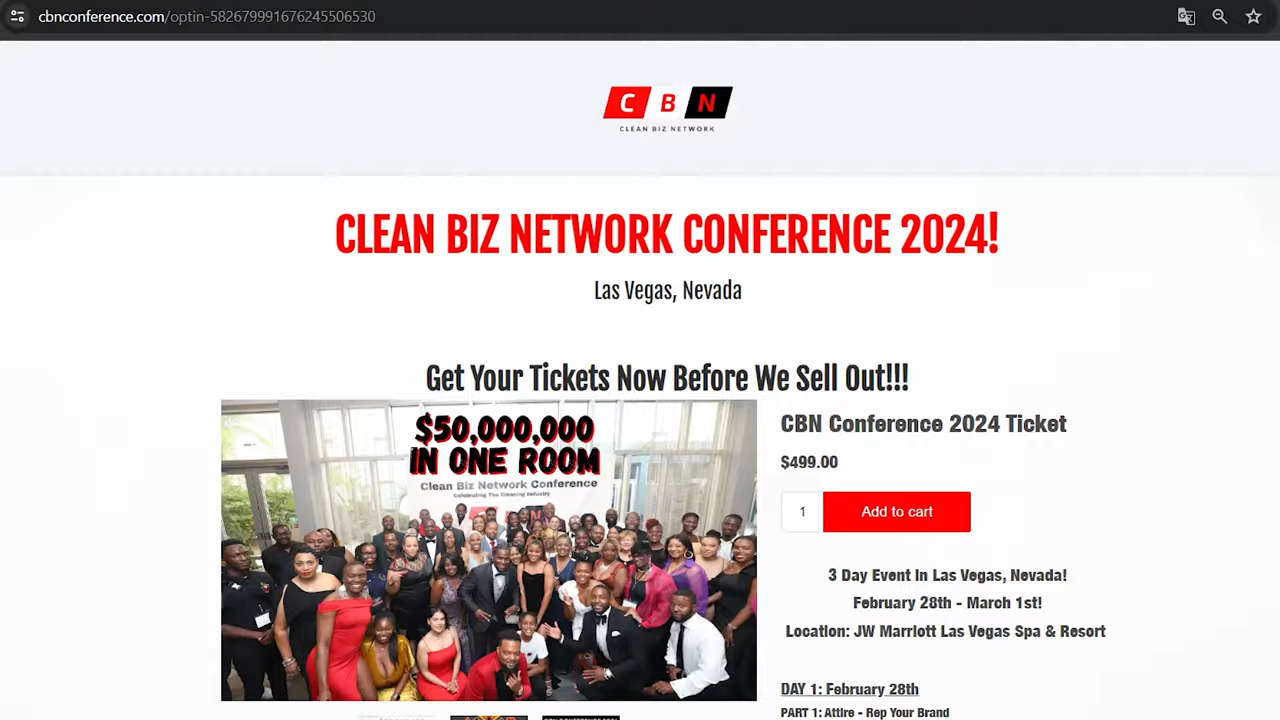 cbnconference.com/optin-582679991676245506530
C B N
CLEAN BIZ NETWORK
CLEAN BIZ NETWORK CONFERENCE 2024!
Las Vegas, Nevada
Get Your Tickets Now Before We Sell Out!!!
$50,000,000
IN ONE ROOM
Clean Biz Network Conference
Celebrating The Cleaning Industry
CBN Conference 2024 Ticket
$499.00
1
Add to cart
3 Day Event In Las Vegas, Nevada!
February 28th - March 1st!
Location: JW Marriott Las Vegas Spa & Resort
DAY 1: February 28th
PART 1: Attire - Rep Your Brand